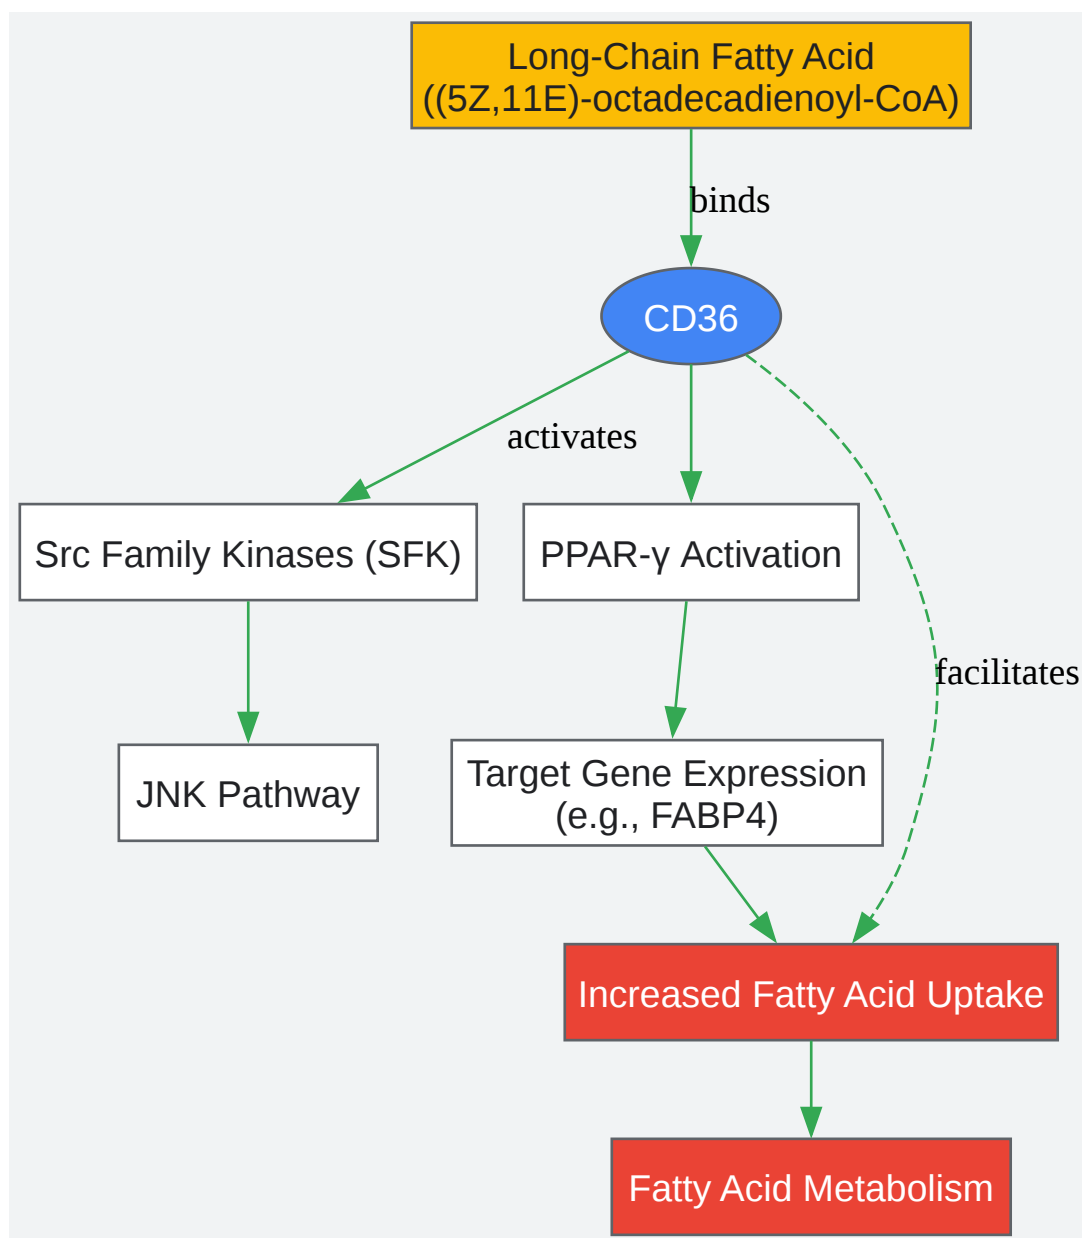 Long-Chain Fatty Acid
((5Z,11E)-octadecadienoyl-CoA)
binds
CD36
activates
Src Family Kinases (SFK)
PPAR-γ Activation
facilitates
JNK Pathway
Target Gene Expression
(e.g., FABP4)
Increased Fatty Acid Uptake
Fatty Acid Metabolism